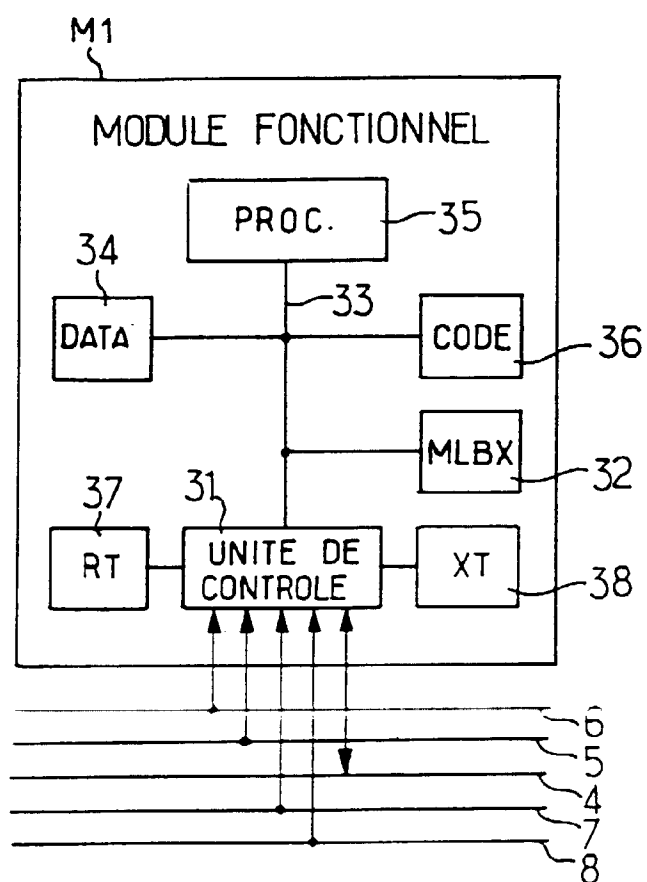 M1
MODULE FONCTIONNEL
PROC.
35
34
33
DATA
CODE
36
MLBX
32
37
31
RT
UNITE DE
CONTROLE
XT
38
6
5
4
7
8